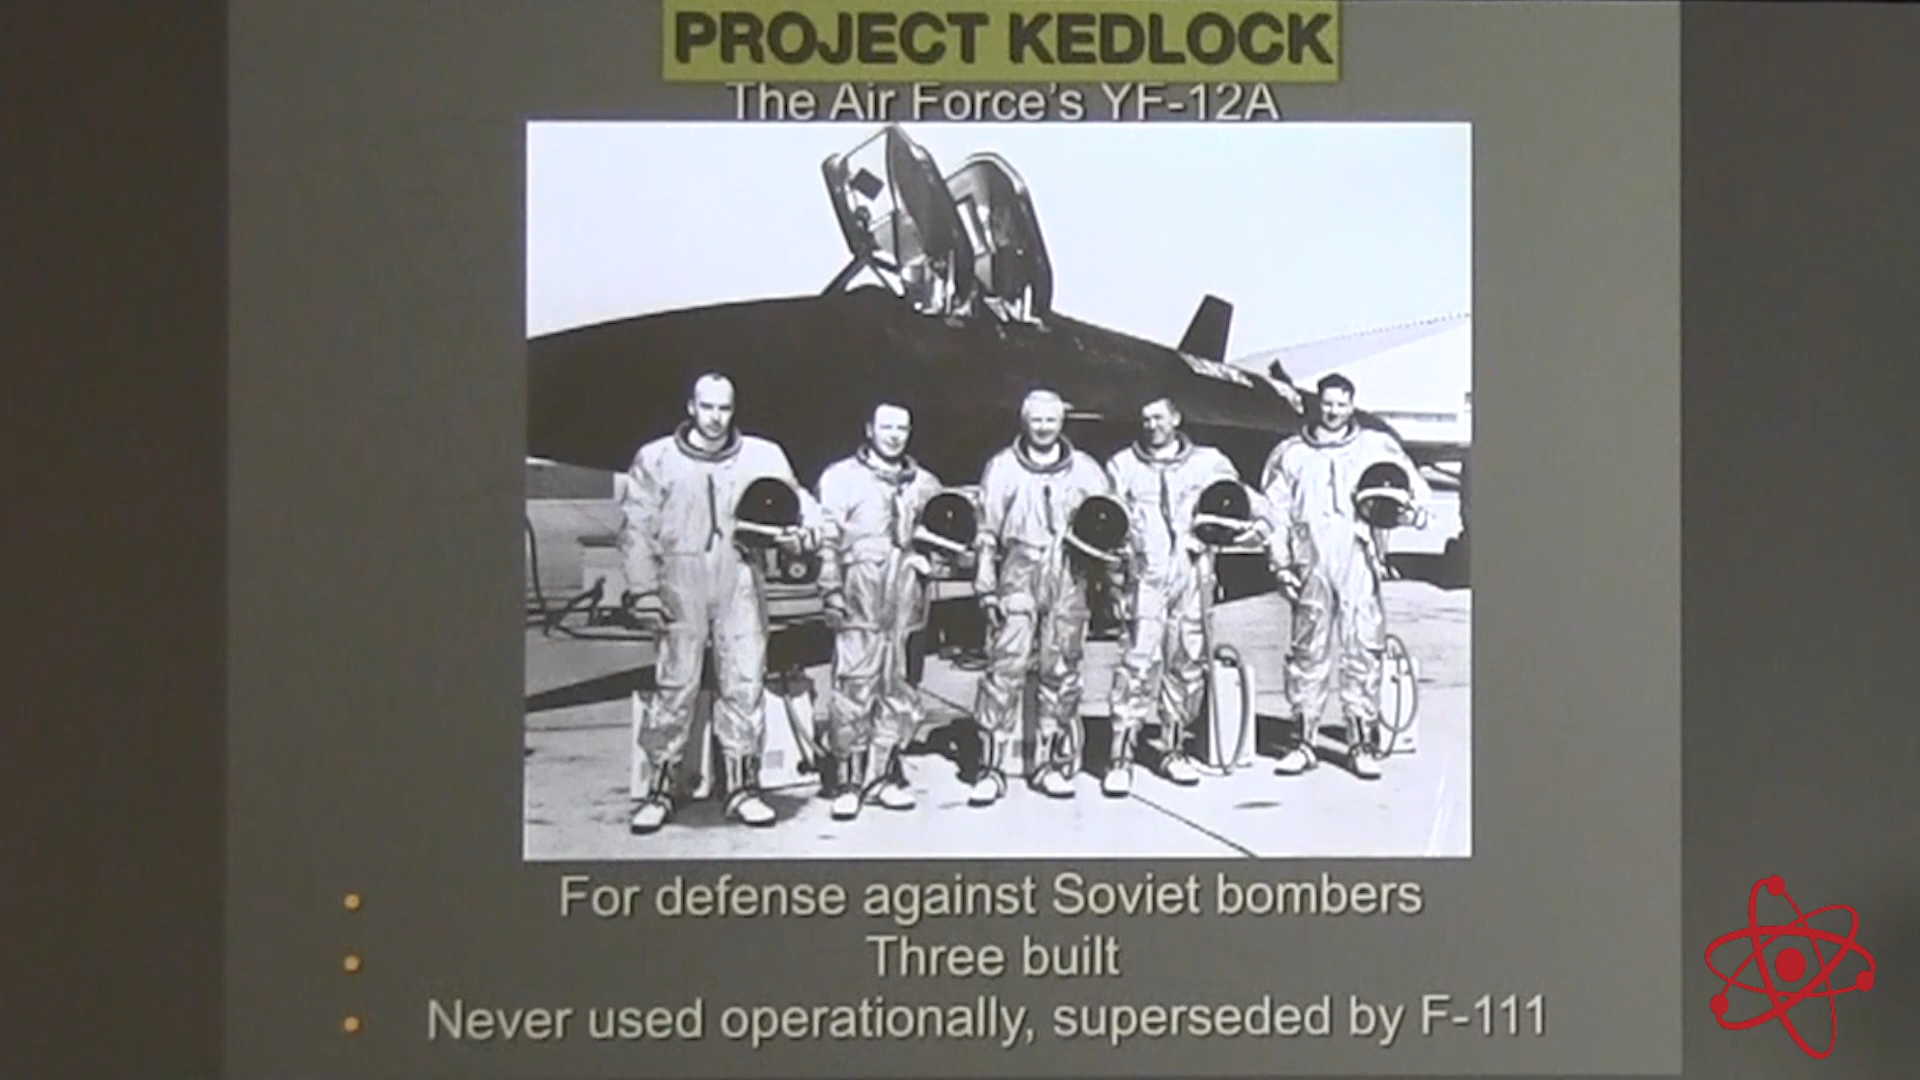 PROJECT KEDLOCK
The Air Force's YF-12A
• For defense against Soviet bombers
• Three built
• Never used operationally, superseded by F-111